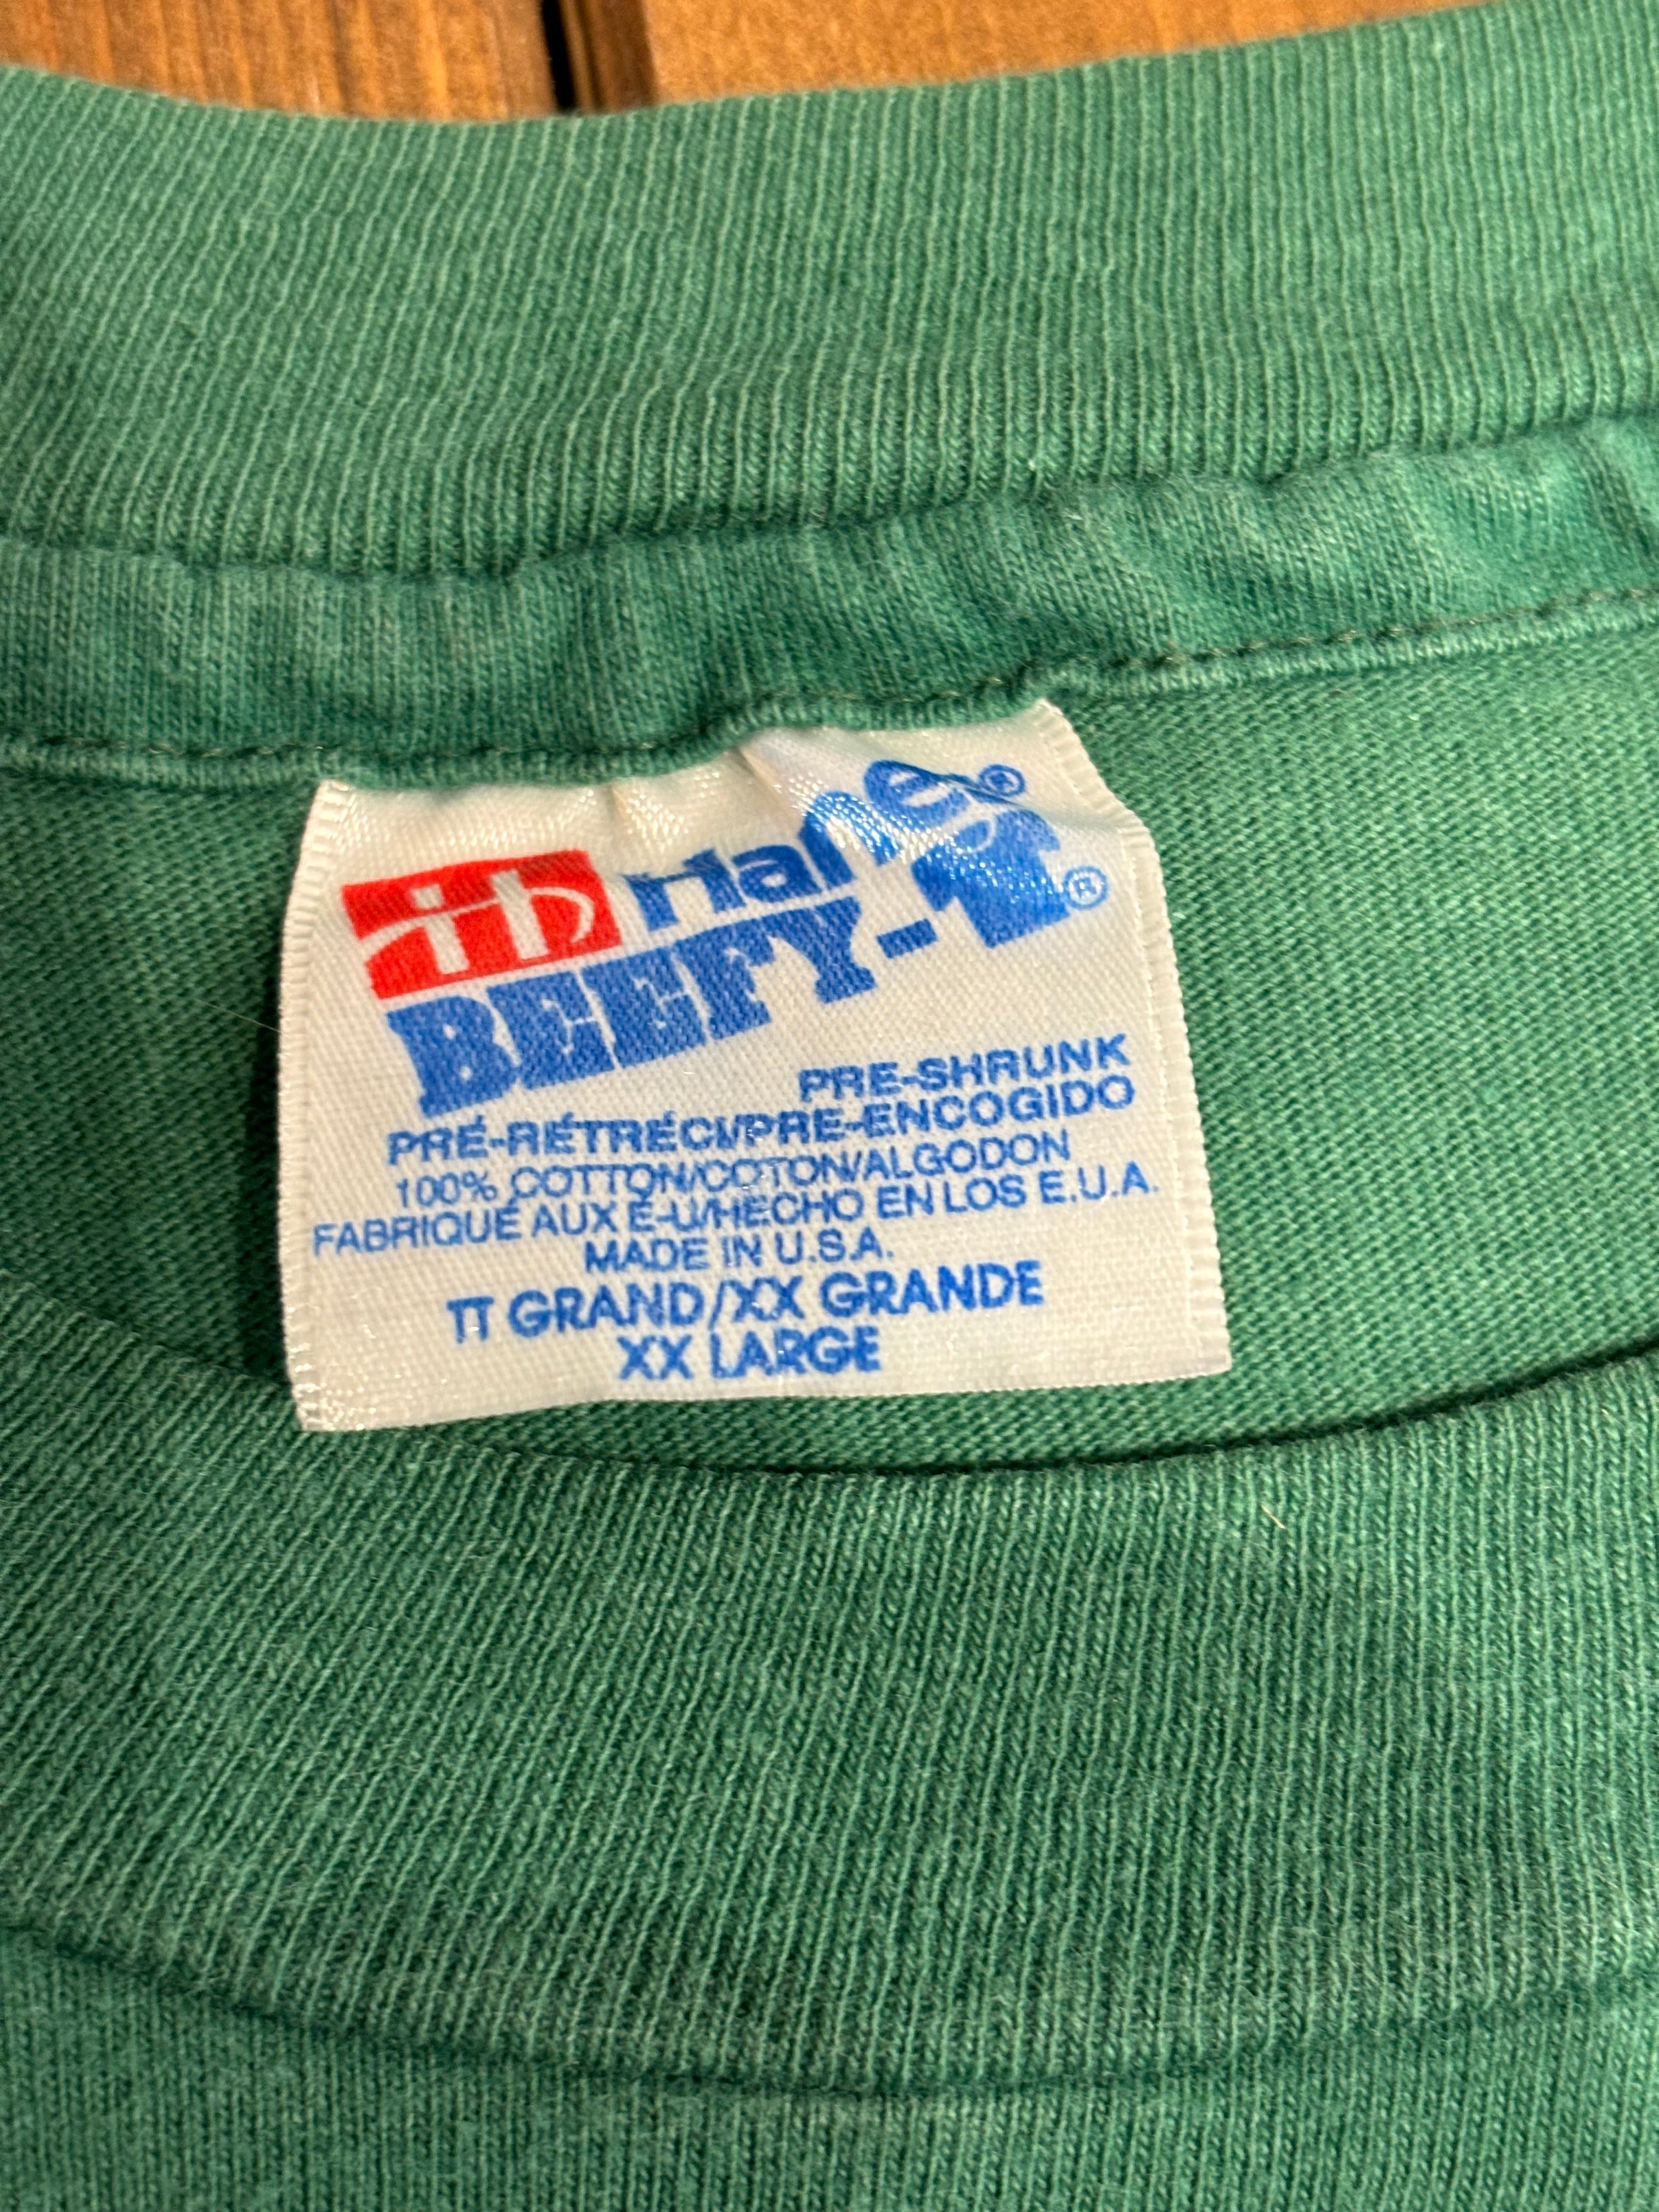 h Hanes®
BEEFY-T®
PRE-SHRUNK
PRÉ-RÉTRÉCI/PRE-ENCOGIDO
100% COTTON/COTON/ALGODON
FABRIQUÉ AUX É-U/HECHO EN LOS E.U.A.
MADE IN U.S.A.
TT GRAND/XX GRANDE
XX LARGE